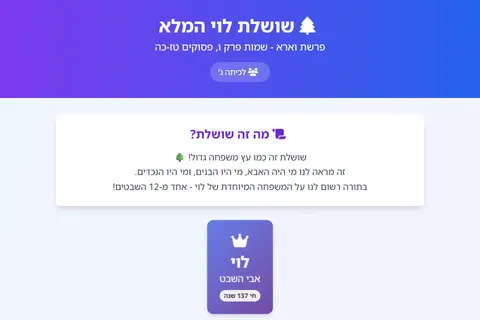 שושלת לוי המלא
פרשת וארא - שמות פרק ו, פסוקים טז-כה
לכיתה ג'
מה זה שושלת?
שושלת זה כמו עץ משפחה גדול!
זה מראה לנו מי היה האבא, מי היו הבנים, ומי היו הנכדים.
בתורה רשום לנו על המשפחה המיוחדת של לוי - אחד מ-12 השבטים!
לוי
אבי השבט
חי 137 שנה